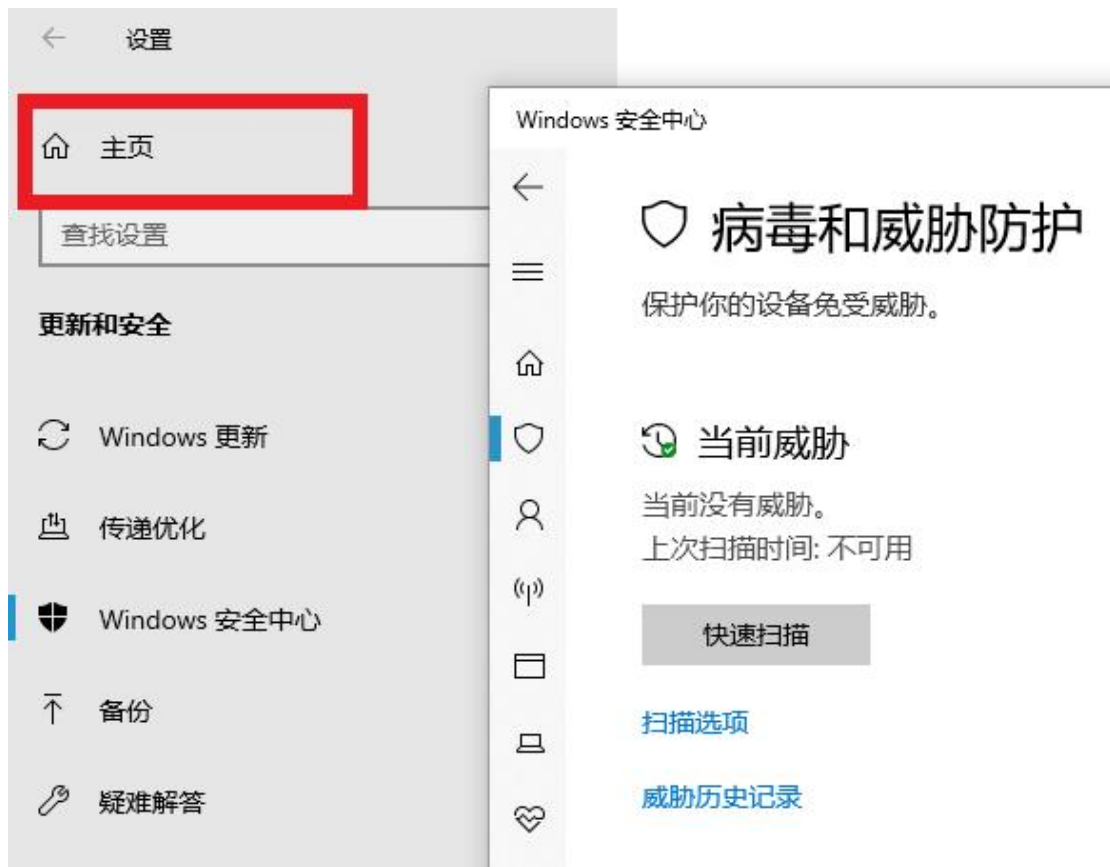 设置
主页
查找设置
更新和安全
Windows 更新
传递优化
Windows 安全中心
备份
疑难解答
Windows 安全中心
病毒和威胁防护
保护你的设备免受威胁。
当前威胁
当前没有威胁。
上次扫描时间: 不可用
快速扫描
扫描选项
威胁历史记录